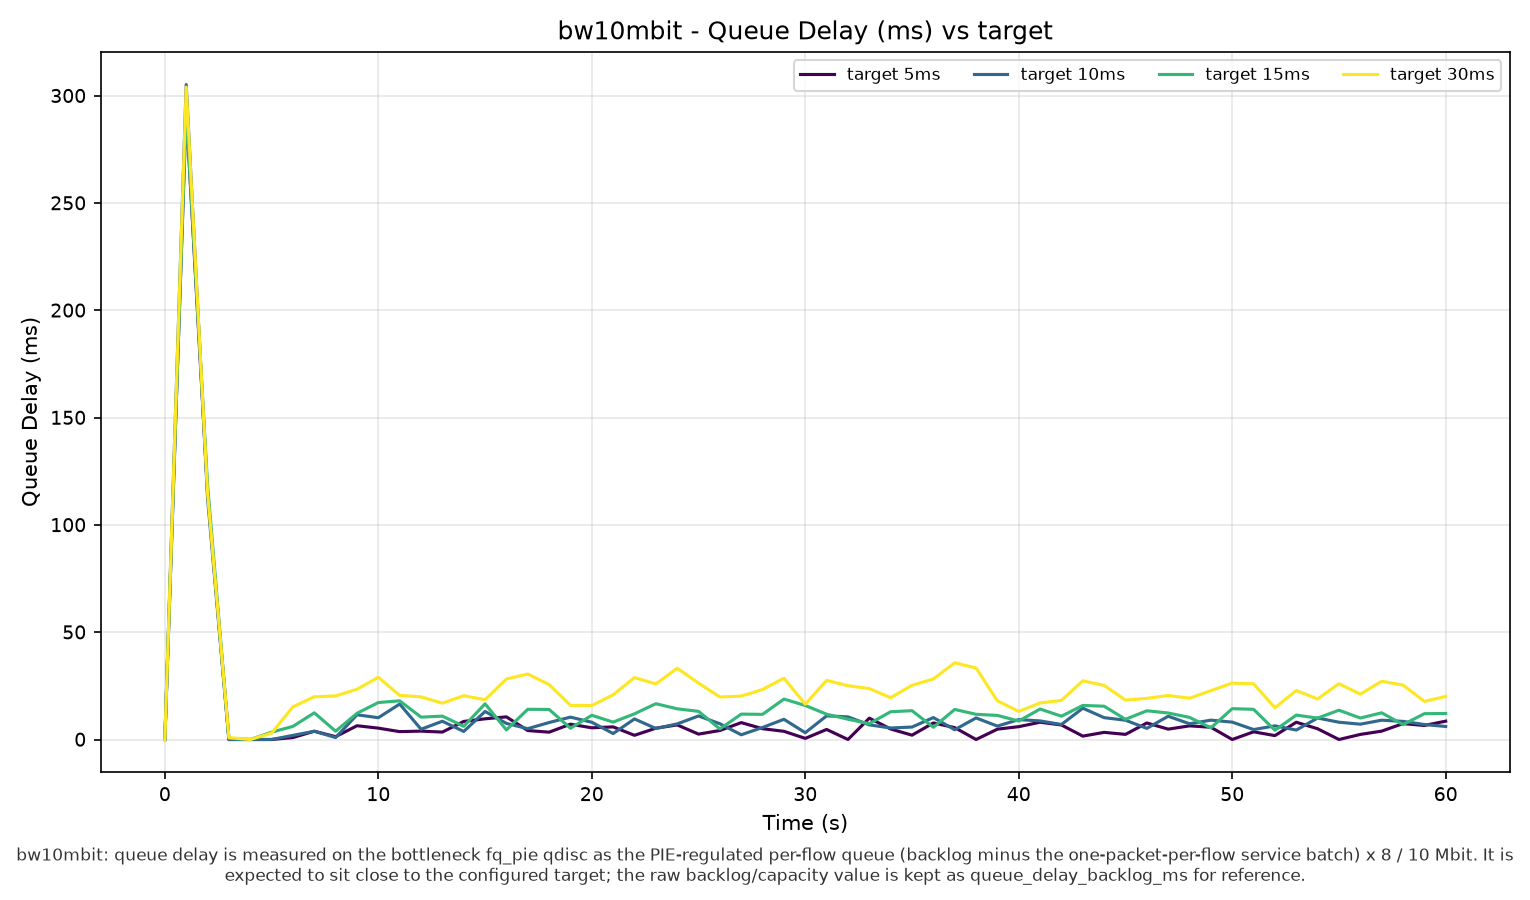 bw10mbit - Queue Delay (ms) vs target
target 5ms
target 10ms
target 15ms
target 30ms
Queue Delay (ms)
300
250
200
150
100
50
0
0
10
20
30
40
50
60
Time (s)
bw10mbit: queue delay is measured on the bottleneck fq_pie qdisc as the PIE-regulated per-flow queue (backlog minus the one-packet-per-flow service batch) x 8 / 10 Mbit. It is
expected to sit close to the configured target; the raw backlog/capacity value is kept as queue_delay_backlog_ms for reference.